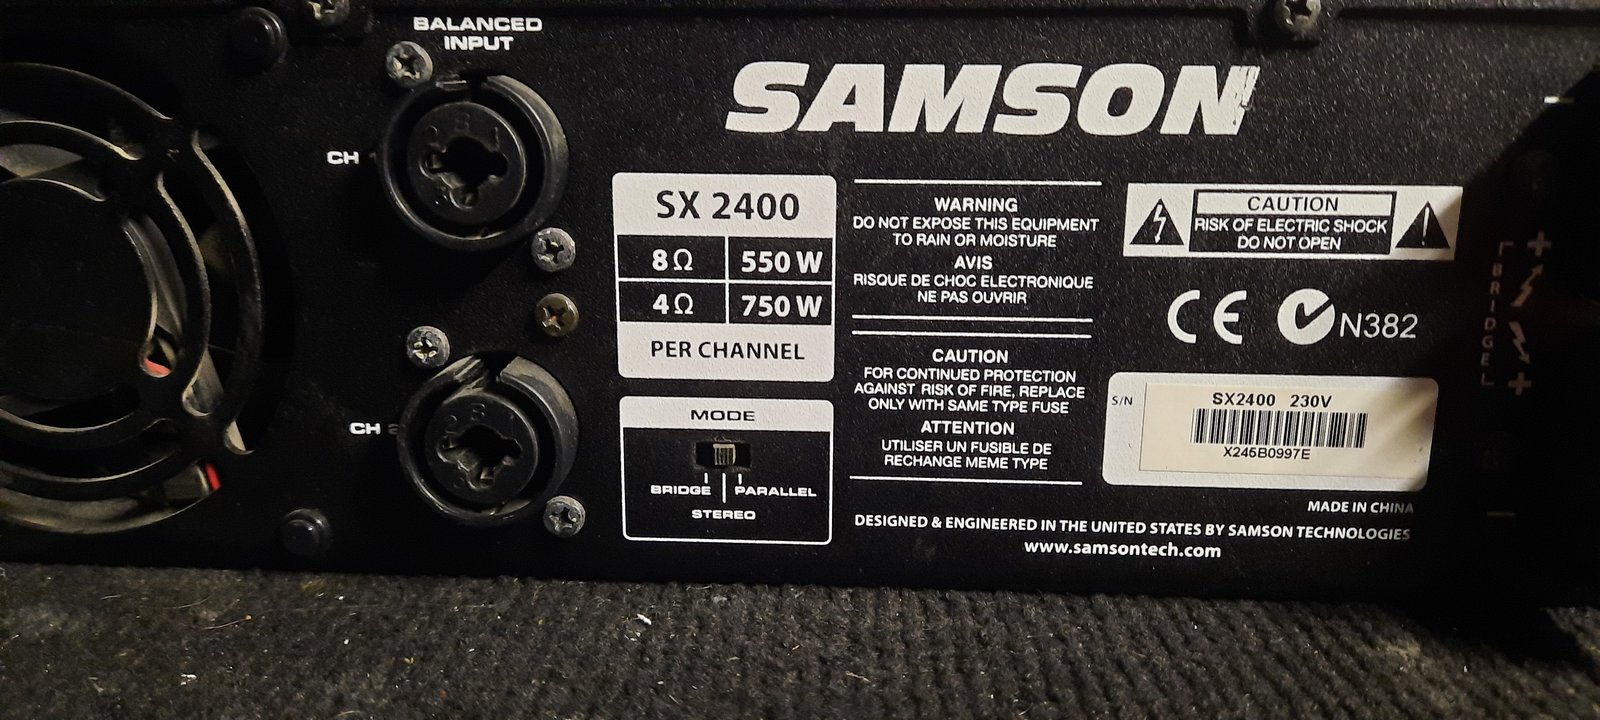 BALANCED
INPUT
CH 1
CH 2
SAMSON
SX 2400
8Ω 550 W
4Ω 750 W
PER CHANNEL
MODE
BRIDGE PARALLEL
STEREO
WARNING
DO NOT EXPOSE THIS EQUIPMENT
TO RAIN OR MOISTURE
AVIS
RISQUE DE CHOC ELECTRONIQUE
NE PAS OUVRIR
CAUTION
FOR CONTINUED PROTECTION
AGAINST RISK OF FIRE, REPLACE
ONLY WITH SAME TYPE FUSE
ATTENTION
UTILISER UN FUSIBLE DE
RECHANGE MEME TYPE
CAUTION
RISK OF ELECTRIC SHOCK
DO NOT OPEN
CE N382
S/N
SX2400 230V
X245B0997E
MADE IN CHINA
DESIGNED & ENGINEERED IN THE UNITED STATES BY SAMSON TECHNOLOGIES
www.samsontech.com
BRIDGE